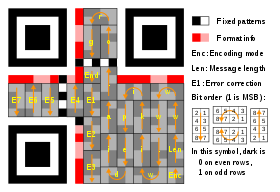 r
g
o
End
E7 E6 E5 E4 E1 i w
E2 a p k w
i e i . Len
E3 d w Enc
Fixed patterns
Format info
Enc: Encoding mode
Len: Message length
E1: Error correction
Bit order (1 is MSB):
In this symbol, dark is
0 on even rows,
1 on odd rows